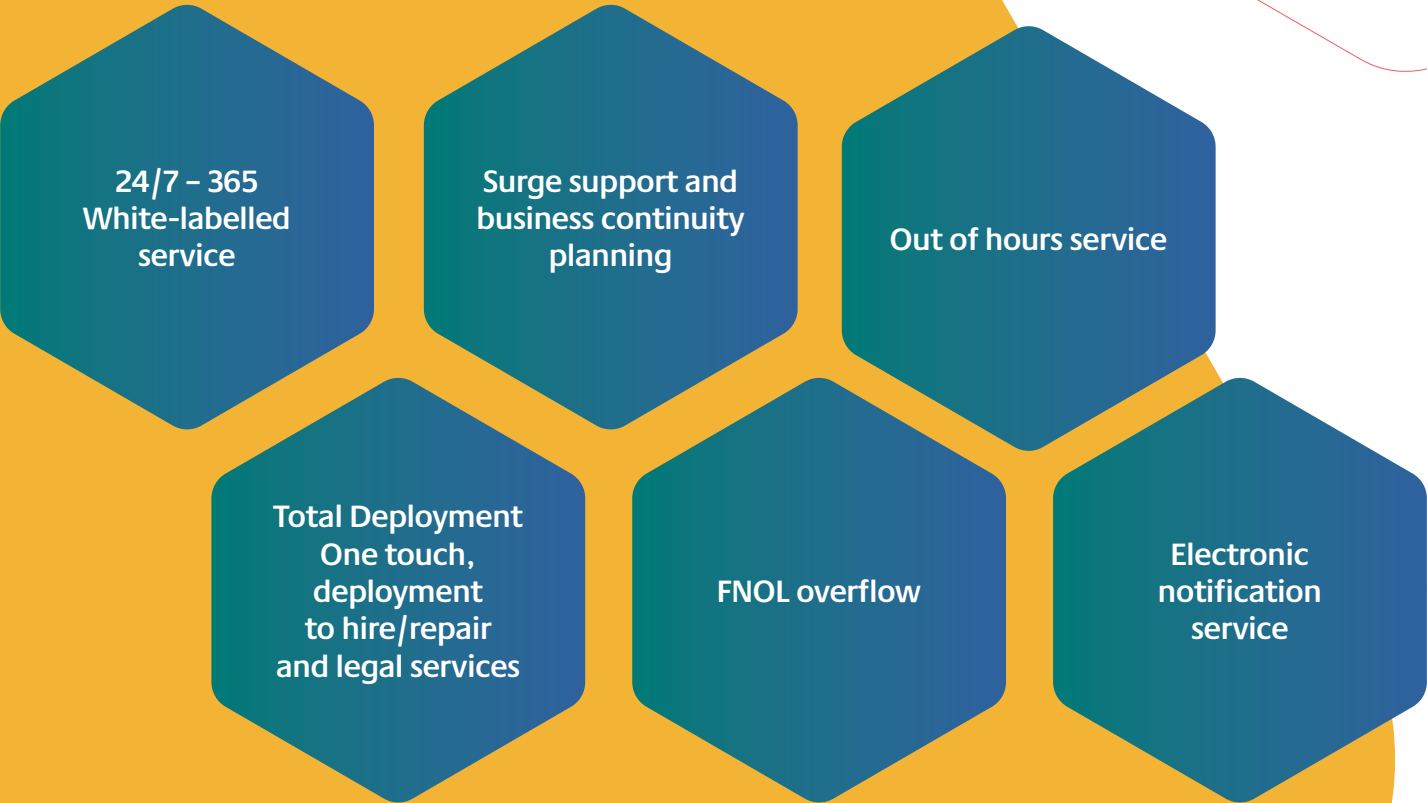 24/7 – 365
White-labelled
service
Surge support and
business continuity
planning
Out of hours service
Total Deployment
One touch,
deployment
to hire/repair
and legal services
FNOL overflow
Electronic
notification
service